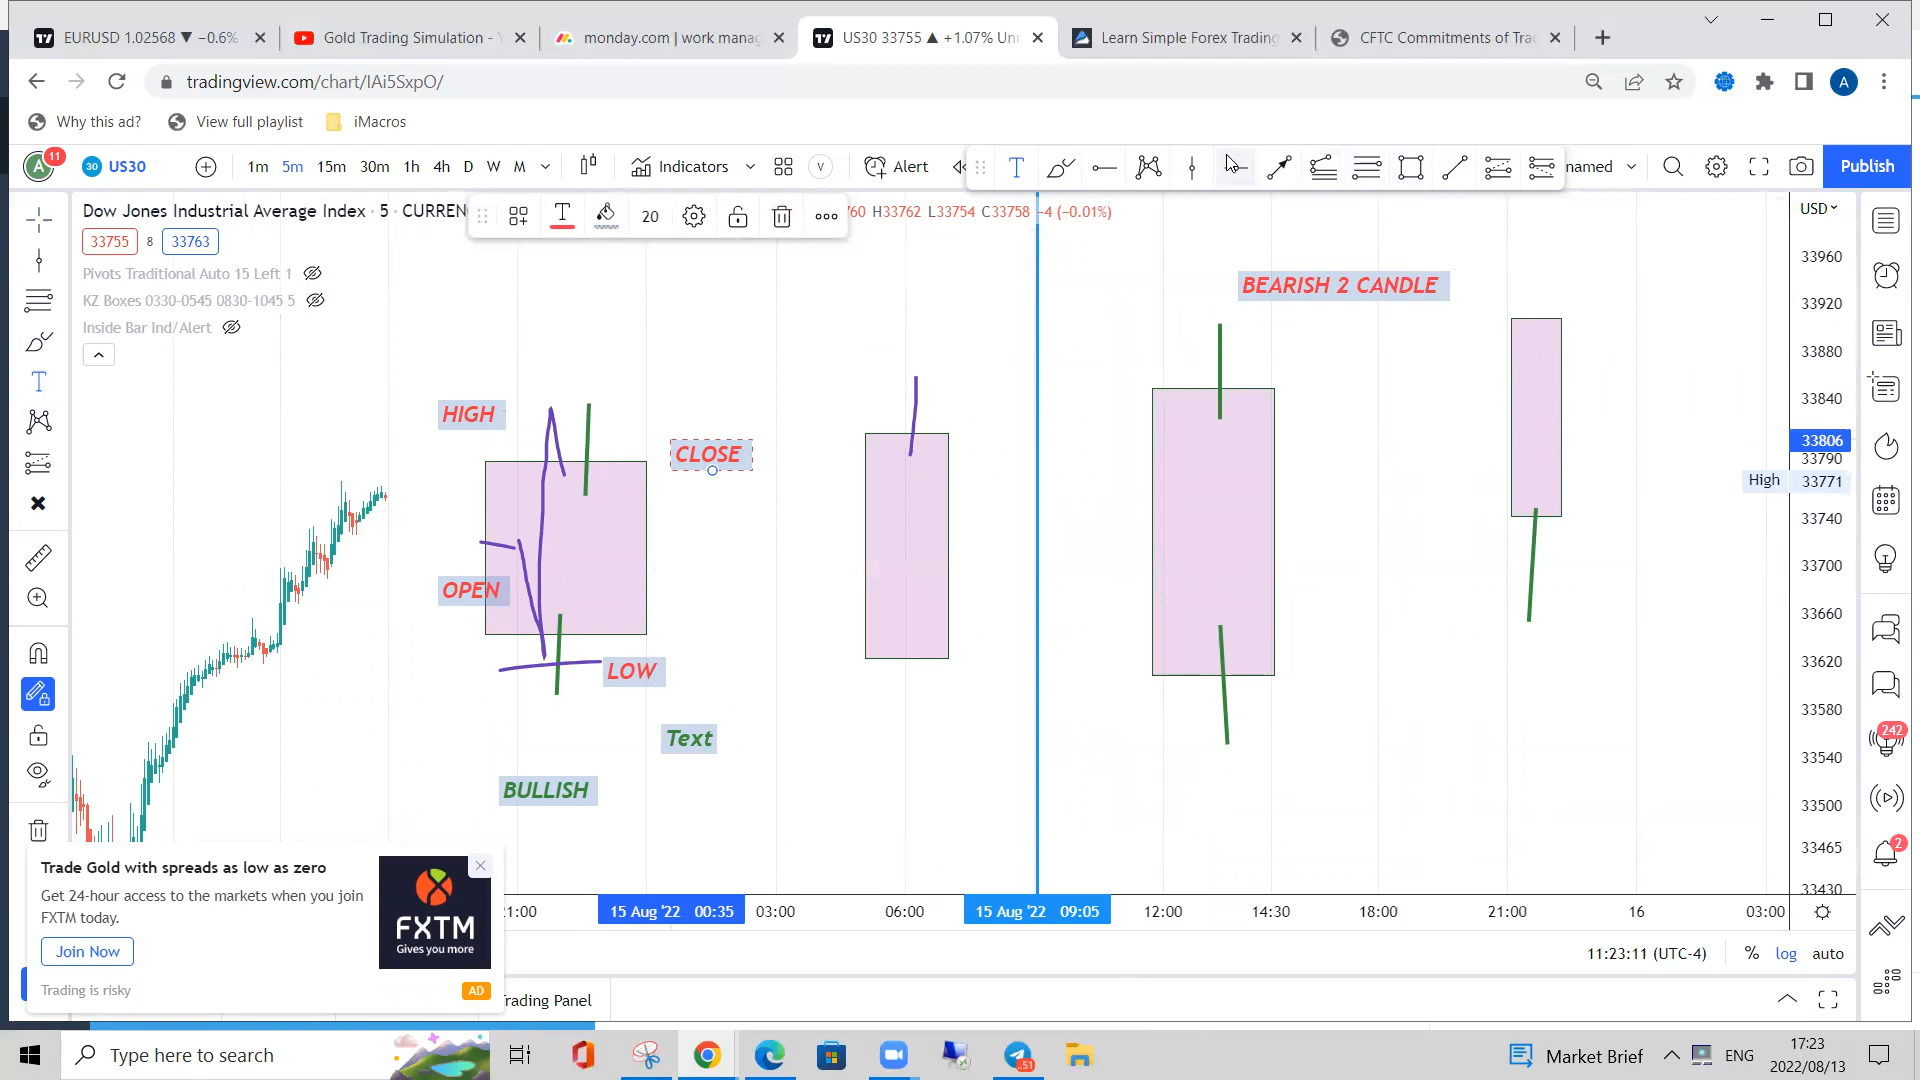 EURUSD 1.02568 ▼ −0.6%
Gold Trading Simulation -
monday.com | work manag
US30 33755 ▲ +1.07% Unn
Learn Simple Forex Trading
CFTC Commitments of Tra
tradingview.com/chart/IAi5SxpO/
A
Why this ad?
View full playlist
iMacros
A
11
30
US30
1m
5m
15m
30m
1h
4h
D
W
M
Indicators
V
Alert
T
named
Publish
Dow Jones Industrial Average Index · 5 · CURREN
T
20
760 H33762 L33754 C33758 −4 (−0.01%)
USD
33755
8
33763
Pivots Traditional Auto 15 Left 1
KZ Boxes 0330-0545 0830-1045 5
Inside Bar Ind/Alert
BEARISH 2 CANDLE
HIGH
CLOSE
OPEN
LOW
Text
BULLISH
33960
33920
33880
33840
33806
33790
High
33771
33740
33700
33660
33620
33580
33540
33500
33465
33430
242
2
Trade Gold with spreads as low as zero
Get 24-hour access to the markets when you join
FXTM today.
Join Now
Trading is risky
AD
FXTM
Gives you more
21:00
15 Aug '22 00:35
03:00
06:00
15 Aug '22 09:05
12:00
14:30
18:00
21:00
16
03:00
11:23:11 (UTC-4)
%
log
auto
rading Panel
Type here to search
51
Market Brief
ENG
17:23
2022/08/13